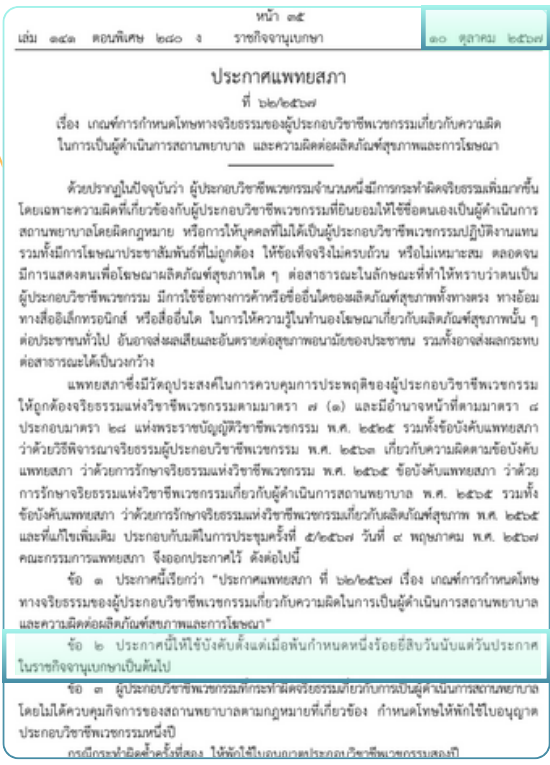 หน้า ๓๕
เล่ม ๑๔๑ ตอนพิเศษ ๒๘๐ ง ราชกิจจานุเบกษา ๑๐ ตุลาคม ๒๕๖๗
ประกาศแพทยสภา
ที่ ๖๒/๒๕๖๗
เรื่อง เกณฑ์การกำหนดโทษทางจริยธรรมของผู้ประกอบวิชาชีพเวชกรรมเกี่ยวกับความผิด
ในการเป็นผู้ดำเนินการสถานพยาบาล และความผิดต่อผลิตภัณฑ์สุขภาพและการโฆษณา
ด้วยปรากฏในปัจจุบันว่า ผู้ประกอบวิชาชีพเวชกรรมจำนวนหนึ่งมีการกระทำผิดจริยธรรมเพิ่มมากขึ้น
โดยเฉพาะความผิดที่เกี่ยวข้องกับผู้ประกอบวิชาชีพเวชกรรมที่ยินยอมให้ใช้ชื่อตนเองเป็นผู้ดำเนินการ
สถานพยาบาลโดยผิดกฎหมาย หรือการให้บุคคลที่ไม่ได้เป็นผู้ประกอบวิชาชีพเวชกรรมปฏิบัติงานแทน
รวมทั้งมีการโฆษณาประชาสัมพันธ์ที่ไม่ถูกต้อง ให้ข้อเท็จจริงไม่ครบถ้วน หรือไม่เหมาะสม ตลอดจน
มีการแสดงตนเพื่อโฆษณาผลิตภัณฑ์สุขภาพใด ๆ ต่อสาธารณะในลักษณะที่ทำให้ทราบว่าตนเป็น
ผู้ประกอบวิชาชีพเวชกรรม มีการใช้ชื่อทางการค้าหรือชื่ออื่นใดของผลิตภัณฑ์สุขภาพทั้งทางตรง ทางอ้อม
ทางสื่ออิเล็กทรอนิกส์ หรือสื่ออื่นใด ในการให้ความรู้ในทำนองโฆษณาเกี่ยวกับผลิตภัณฑ์สุขภาพนั้น ๆ
ต่อประชาชนทั่วไป อันอาจส่งผลเสียและอันตรายต่อสุขภาพอนามัยของประชาชน รวมทั้งอาจส่งผลกระทบ
ต่อสาธารณะได้เป็นวงกว้าง
แพทยสภาซึ่งมีวัตถุประสงค์ในการควบคุมการประพฤติของผู้ประกอบวิชาชีพเวชกรรม
ให้ถูกต้องจริยธรรมแห่งวิชาชีพเวชกรรมตามมาตรา ๗ (๑) และมีอำนาจหน้าที่ตามมาตรา ๘
ประกอบมาตรา ๒๘ แห่งพระราชบัญญัติวิชาชีพเวชกรรม พ.ศ. ๒๕๒๕ รวมทั้งข้อบังคับแพทยสภา
ว่าด้วยวิธีพิจารณาจริยธรรมผู้ประกอบวิชาชีพเวชกรรม พ.ศ. ๒๕๖๓ เกี่ยวกับความผิดตามข้อบังคับ
แพทยสภา ว่าด้วยการรักษาจริยธรรมแห่งวิชาชีพเวชกรรม พ.ศ. ๒๕๖๕ ข้อบังคับแพทยสภา ว่าด้วย
การรักษาจริยธรรมแห่งวิชาชีพเวชกรรมเกี่ยวกับผู้ดำเนินการสถานพยาบาล พ.ศ. ๒๕๖๕ รวมทั้ง
ข้อบังคับแพทยสภา ว่าด้วยการรักษาจริยธรรมแห่งวิชาชีพเวชกรรมเกี่ยวกับผลิตภัณฑ์สุขภาพ พ.ศ. ๒๕๖๕
และที่แก้ไขเพิ่มเติม ประกอบกับมติในการประชุมครั้งที่ ๕/๒๕๖๗ วันที่ ๙ พฤษภาคม พ.ศ. ๒๕๖๗
คณะกรรมการแพทยสภา จึงออกประกาศไว้ ดังต่อไปนี้
ข้อ ๑ ประกาศนี้เรียกว่า “ประกาศแพทยสภา ที่ ๖๒/๒๕๖๗ เรื่อง เกณฑ์การกำหนดโทษ
ทางจริยธรรมของผู้ประกอบวิชาชีพเวชกรรมเกี่ยวกับความผิดในการเป็นผู้ดำเนินการสถานพยาบาล
และความผิดต่อผลิตภัณฑ์สุขภาพและการโฆษณา”
ข้อ ๒ ประกาศนี้ให้ใช้บังคับตั้งแต่เมื่อพ้นกำหนดหนึ่งร้อยยี่สิบวันนับแต่วันประกาศ
ในราชกิจจานุเบกษาเป็นต้นไป
ข้อ ๓ ผู้ประกอบวิชาชีพเวชกรรมที่กระทำผิดจริยธรรมเกี่ยวกับการเป็นผู้ดำเนินการสถานพยาบาล
โดยไม่ได้ควบคุมกิจการของสถานพยาบาลตามกฎหมายที่เกี่ยวข้อง กำหนดโทษให้พักใช้ใบอนุญาต
ประกอบวิชาชีพเวชกรรมหนึ่งปี
กรณีกระทำผิดซ้ำครั้งที่สอง ให้พักใช้ใบอนุญาตประกอบวิชาชีพเวชกรรมสองปี